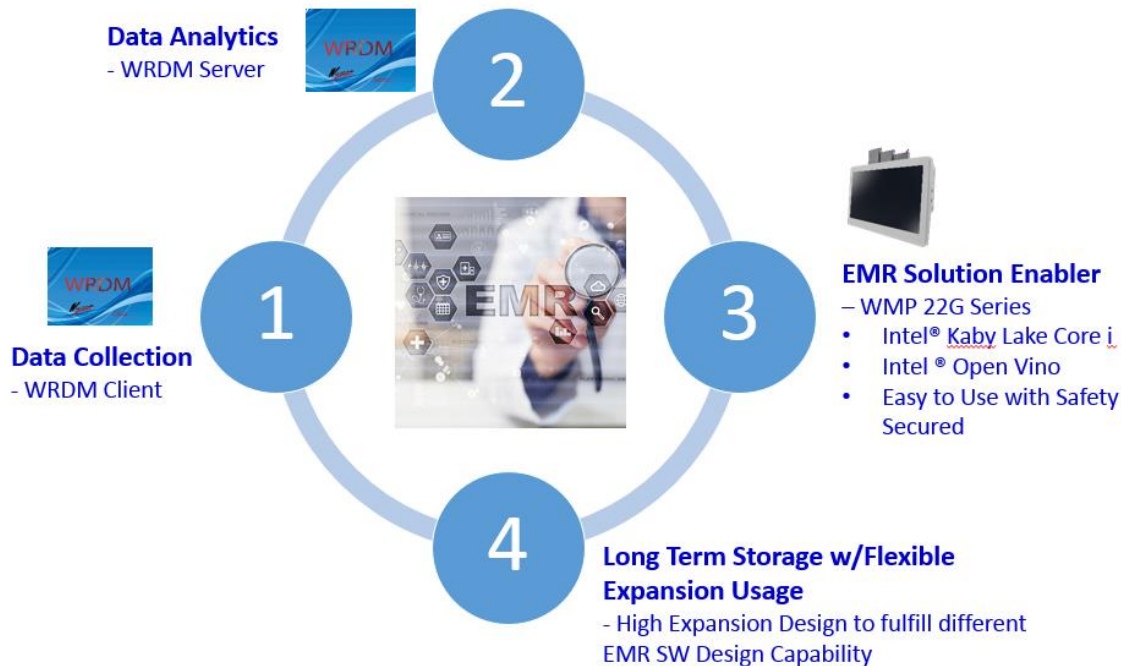 Data Analytics
- WRDM Server
WRDM
2
1
WRDM
Data Collection
- WRDM Client
EMR
3
EMR Solution Enabler
– WMP 22G Series
• Intel® Kaby Lake Core i
• Intel ® Open Vino
• Easy to Use with Safety
Secured
4
Long Term Storage w/Flexible
Expansion Usage
- High Expansion Design to fulfill different
EMR SW Design Capability